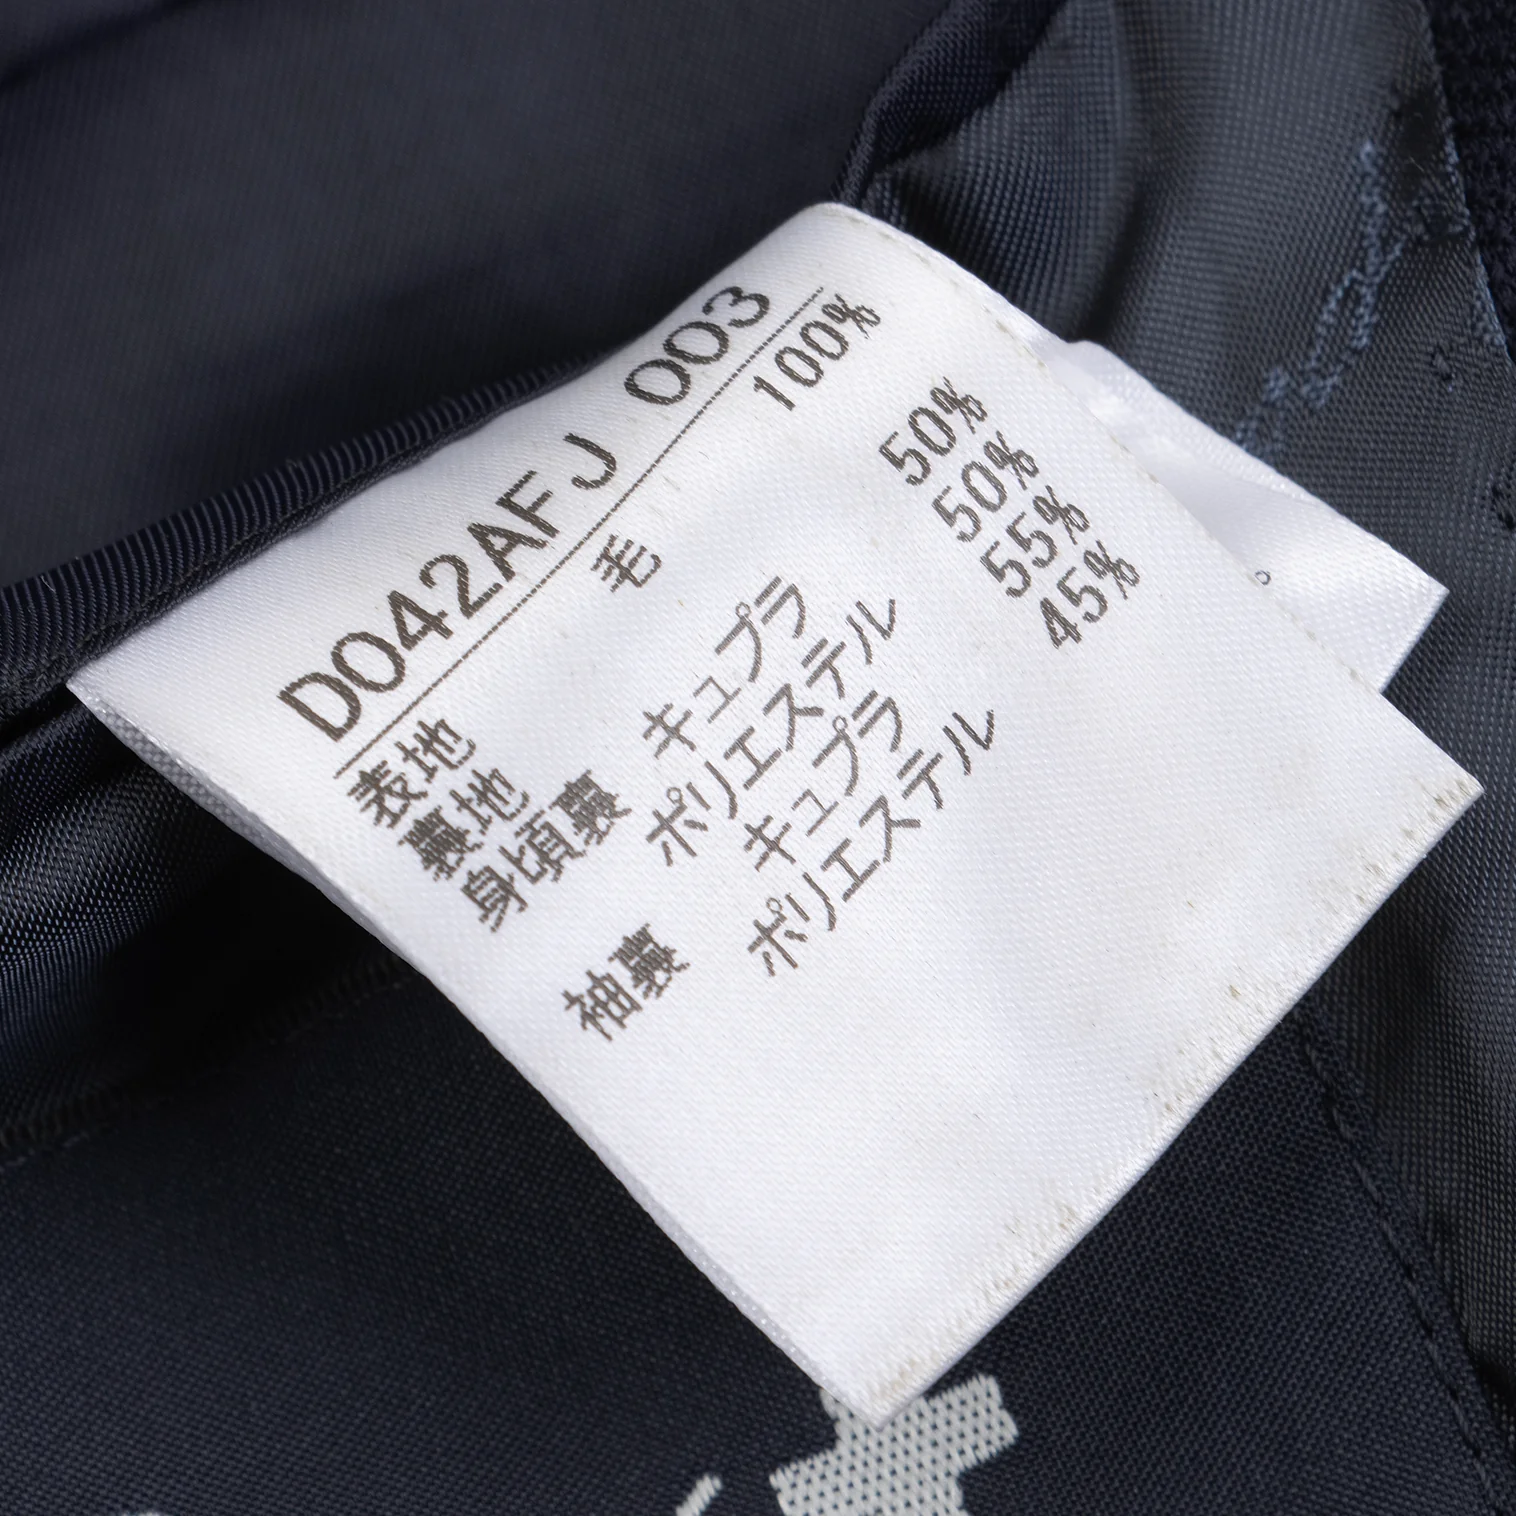 D042AFJ 003
表地 毛 100%
裏地
身頃裏 キュプラ 50%
ポリエステル 50%
袖裏 キュプラ 55%
ポリエステル 45%